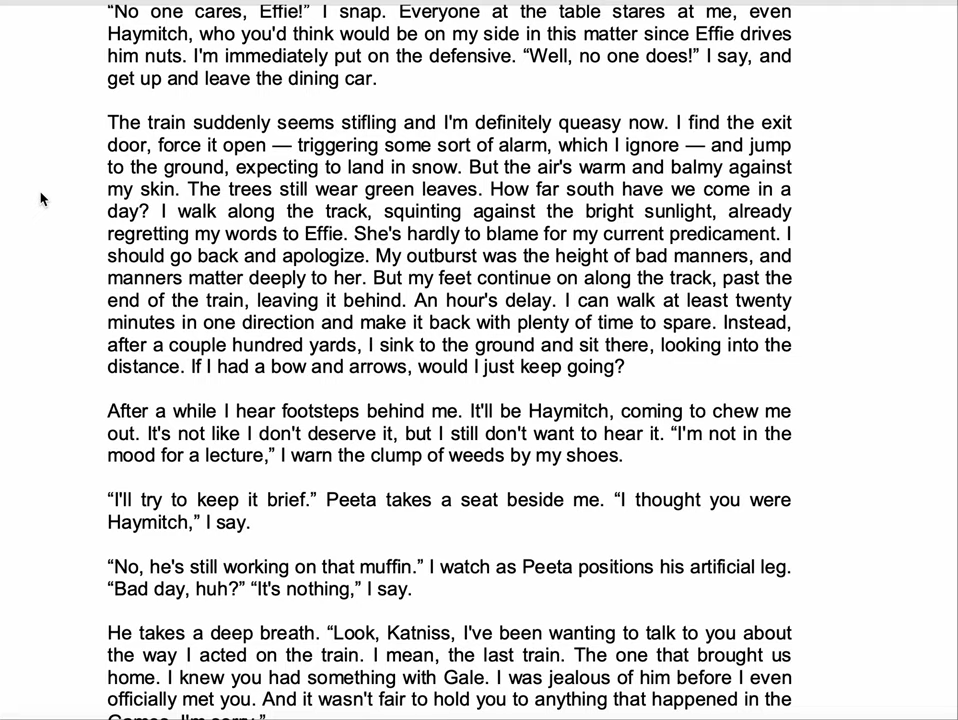 “No one cares, Effie!” I snap. Everyone at the table stares at me, even
Haymitch, who you'd think would be on my side in this matter since Effie drives
him nuts. I'm immediately put on the defensive. “Well, no one does!” I say, and
get up and leave the dining car.
The train suddenly seems stifling and I'm definitely queasy now. I find the exit
door, force it open — triggering some sort of alarm, which I ignore — and jump
to the ground, expecting to land in snow. But the air's warm and balmy against
my skin. The trees still wear green leaves. How far south have we come in a
day? I walk along the track, squinting against the bright sunlight, already
regretting my words to Effie. She's hardly to blame for my current predicament. I
should go back and apologize. My outburst was the height of bad manners, and
manners matter deeply to her. But my feet continue on along the track, past the
end of the train, leaving it behind. An hour's delay. I can walk at least twenty
minutes in one direction and make it back with plenty of time to spare. Instead,
after a couple hundred yards, I sink to the ground and sit there, looking into the
distance. If I had a bow and arrows, would I just keep going?
After a while I hear footsteps behind me. It'll be Haymitch, coming to chew me
out. It's not like I don't deserve it, but I still don't want to hear it. “I'm not in the
mood for a lecture,” I warn the clump of weeds by my shoes.
“I'll try to keep it brief.” Peeta takes a seat beside me. “I thought you were
Haymitch,” I say.
“No, he's still working on that muffin.” I watch as Peeta positions his artificial leg.
“Bad day, huh?” “It's nothing,” I say.
He takes a deep breath. “Look, Katniss, I've been wanting to talk to you about
the way I acted on the train. I mean, the last train. The one that brought us
home. I knew you had something with Gale. I was jealous of him before I even
officially met you. And it wasn't fair to hold you to anything that happened in the
Games. I'm sorry.”